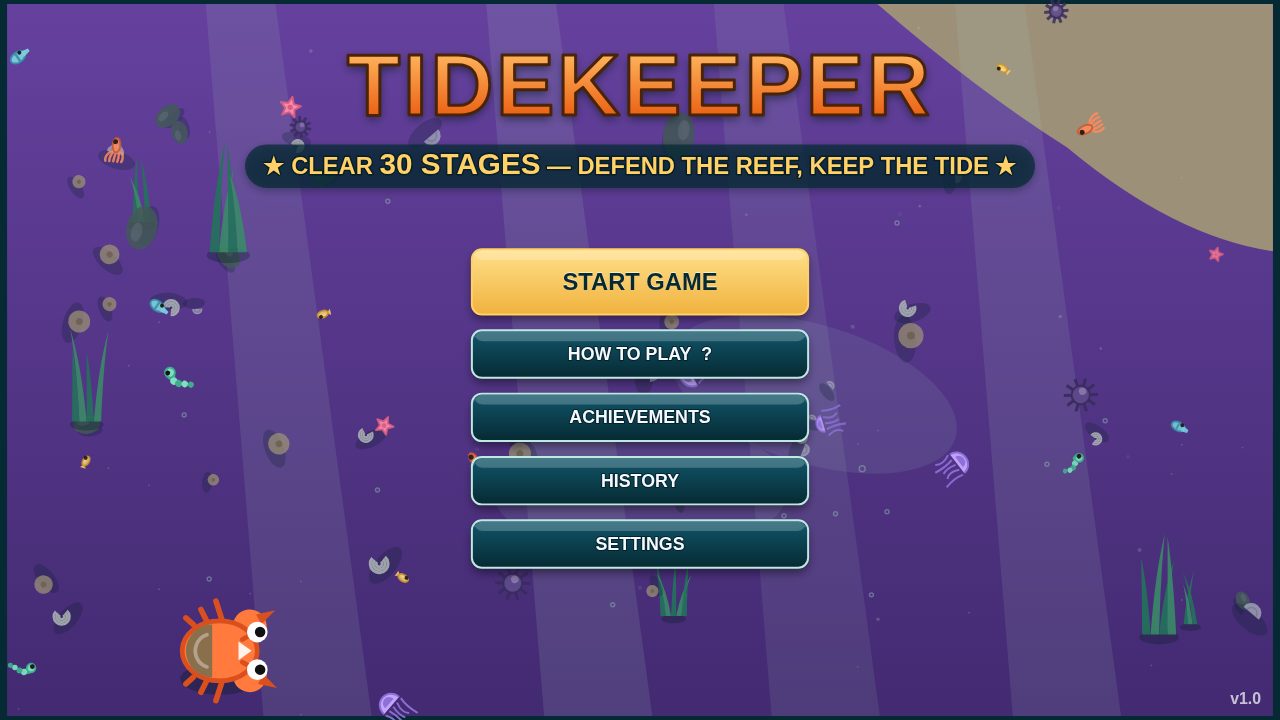 TIDEKEEPER
★ CLEAR 30 STAGES — DEFEND THE REEF, KEEP THE TIDE ★
START GAME
HOW TO PLAY ?
ACHIEVEMENTS
HISTORY
SETTINGS
v1.0